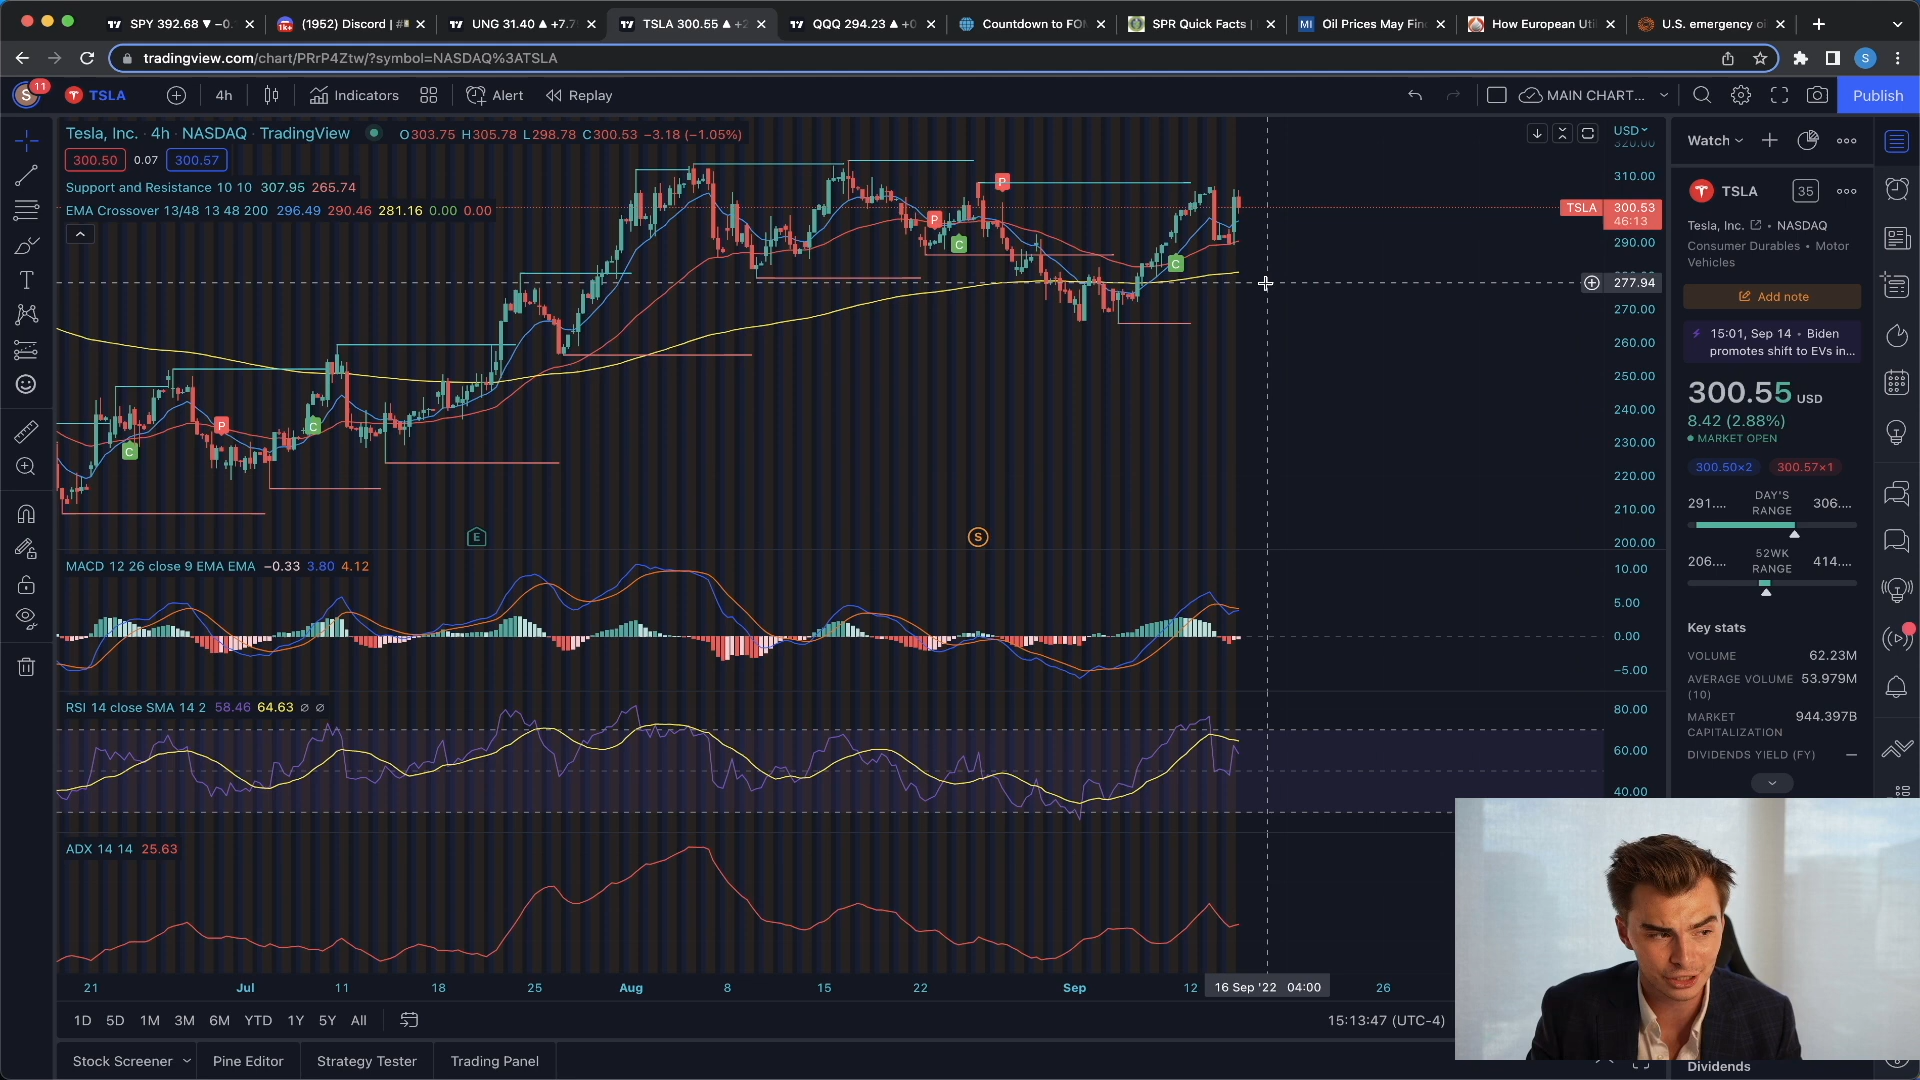 SPY 392.68 ▼ −0.
(1952) Discord | #
UNG 31.40 ▲ +7.7
TSLA 300.55 ▲ +2
QQQ 294.23 ▲ +0
Countdown to FO
SPR Quick Facts |
Oil Prices May Fin
How European Uti
U.S. emergency o
tradingview.com/chart/PRrP4Ztw/?symbol=NASDAQ%3ATSLA
S
S 11
TSLA
4h
Indicators
Alert
Replay
MAIN CHART...
Publish
Tesla, Inc. · 4h · NASDAQ · TradingView
O303.75 H305.78 L298.78 C300.53 −3.18 (−1.05%)
300.50 0.07 300.57
Support and Resistance 10 10 307.95 265.74
EMA Crossover 13/48 13 48 200 296.49 290.46 281.16 0.00 0.00
USD
320.00
310.00
TSLA 300.53
46:13
290.00
277.94
270.00
260.00
250.00
240.00
230.00
220.00
210.00
200.00
C
P
C
P
C
P
C
E
S
MACD 12 26 close 9 EMA EMA −0.33 3.80 4.12
10.00
5.00
0.00
−5.00
RSI 14 close SMA 14 2 58.46 64.63 ∅ ∅
80.00
60.00
40.00
ADX 14 14 25.63
21 Jul 11 18 25 Aug 8 15 22 Sep 12 16 Sep '22 04:00 26
1D 5D 1M 3M 6M YTD 1Y 5Y All
15:13:47 (UTC-4)
Stock Screener
Pine Editor
Strategy Tester
Trading Panel
Watch
TSLA
35
Tesla, Inc. • NASDAQ
Consumer Durables • Motor
Vehicles
Add note
15:01, Sep 14 • Biden
promotes shift to EVs in...
300.55 USD
8.42 (2.88%)
MARKET OPEN
300.50×2 300.57×1
291.... DAY'S RANGE 306....
206.... 52WK RANGE 414....
Key stats
VOLUME 62.23M
AVERAGE VOLUME (10) 53.979M
MARKET CAPITALIZATION 944.397B
DIVIDENDS YIELD (FY) —
Dividends